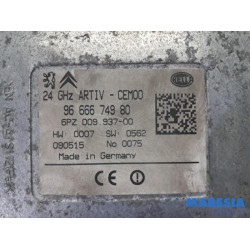 24 GHz ARTIV - CEMOO
96 666 749 80
6PZ 009.937-00
HW: 0007 SW: 0562
090515 No 0075
Made in Germany
CE
MARESIA